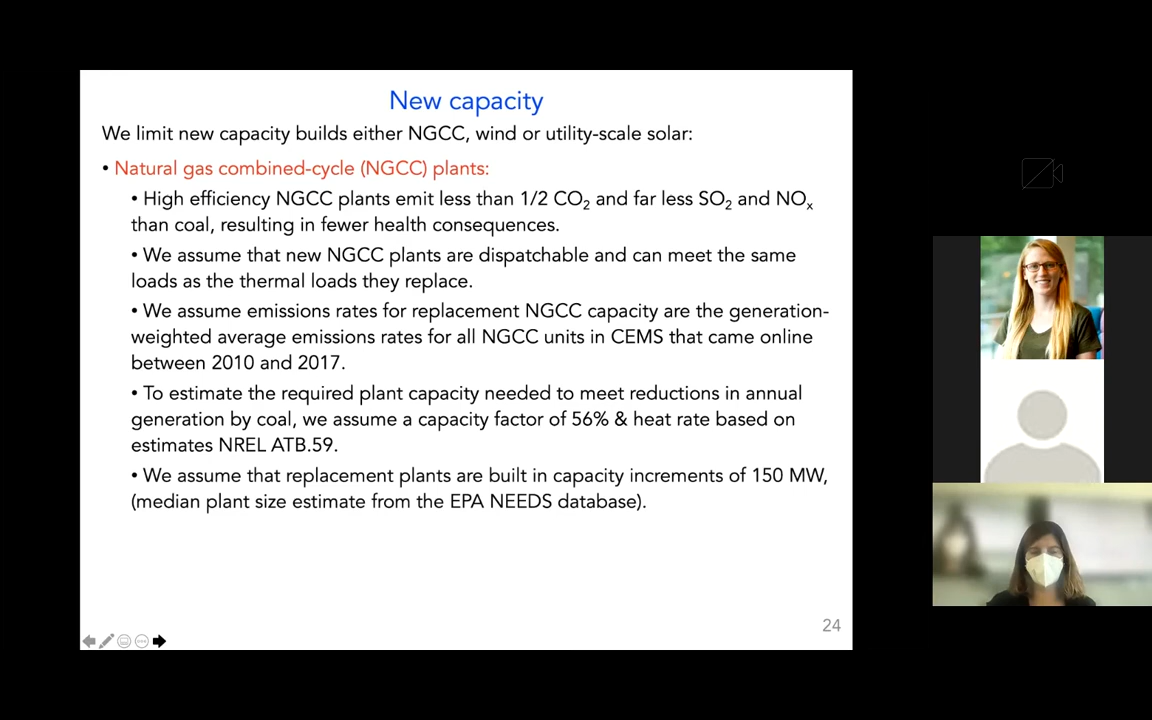 New capacity
We limit new capacity builds either NGCC, wind or utility-scale solar:
• Natural gas combined-cycle (NGCC) plants:
• High efficiency NGCC plants emit less than 1/2 CO₂ and far less SO₂ and NOₓ
than coal, resulting in fewer health consequences.
• We assume that new NGCC plants are dispatchable and can meet the same
loads as the thermal loads they replace.
• We assume emissions rates for replacement NGCC capacity are the generation-
weighted average emissions rates for all NGCC units in CEMS that came online
between 2010 and 2017.
• To estimate the required plant capacity needed to meet reductions in annual
generation by coal, we assume a capacity factor of 56% & heat rate based on
estimates NREL ATB.59.
• We assume that replacement plants are built in capacity increments of 150 MW,
(median plant size estimate from the EPA NEEDS database).
24